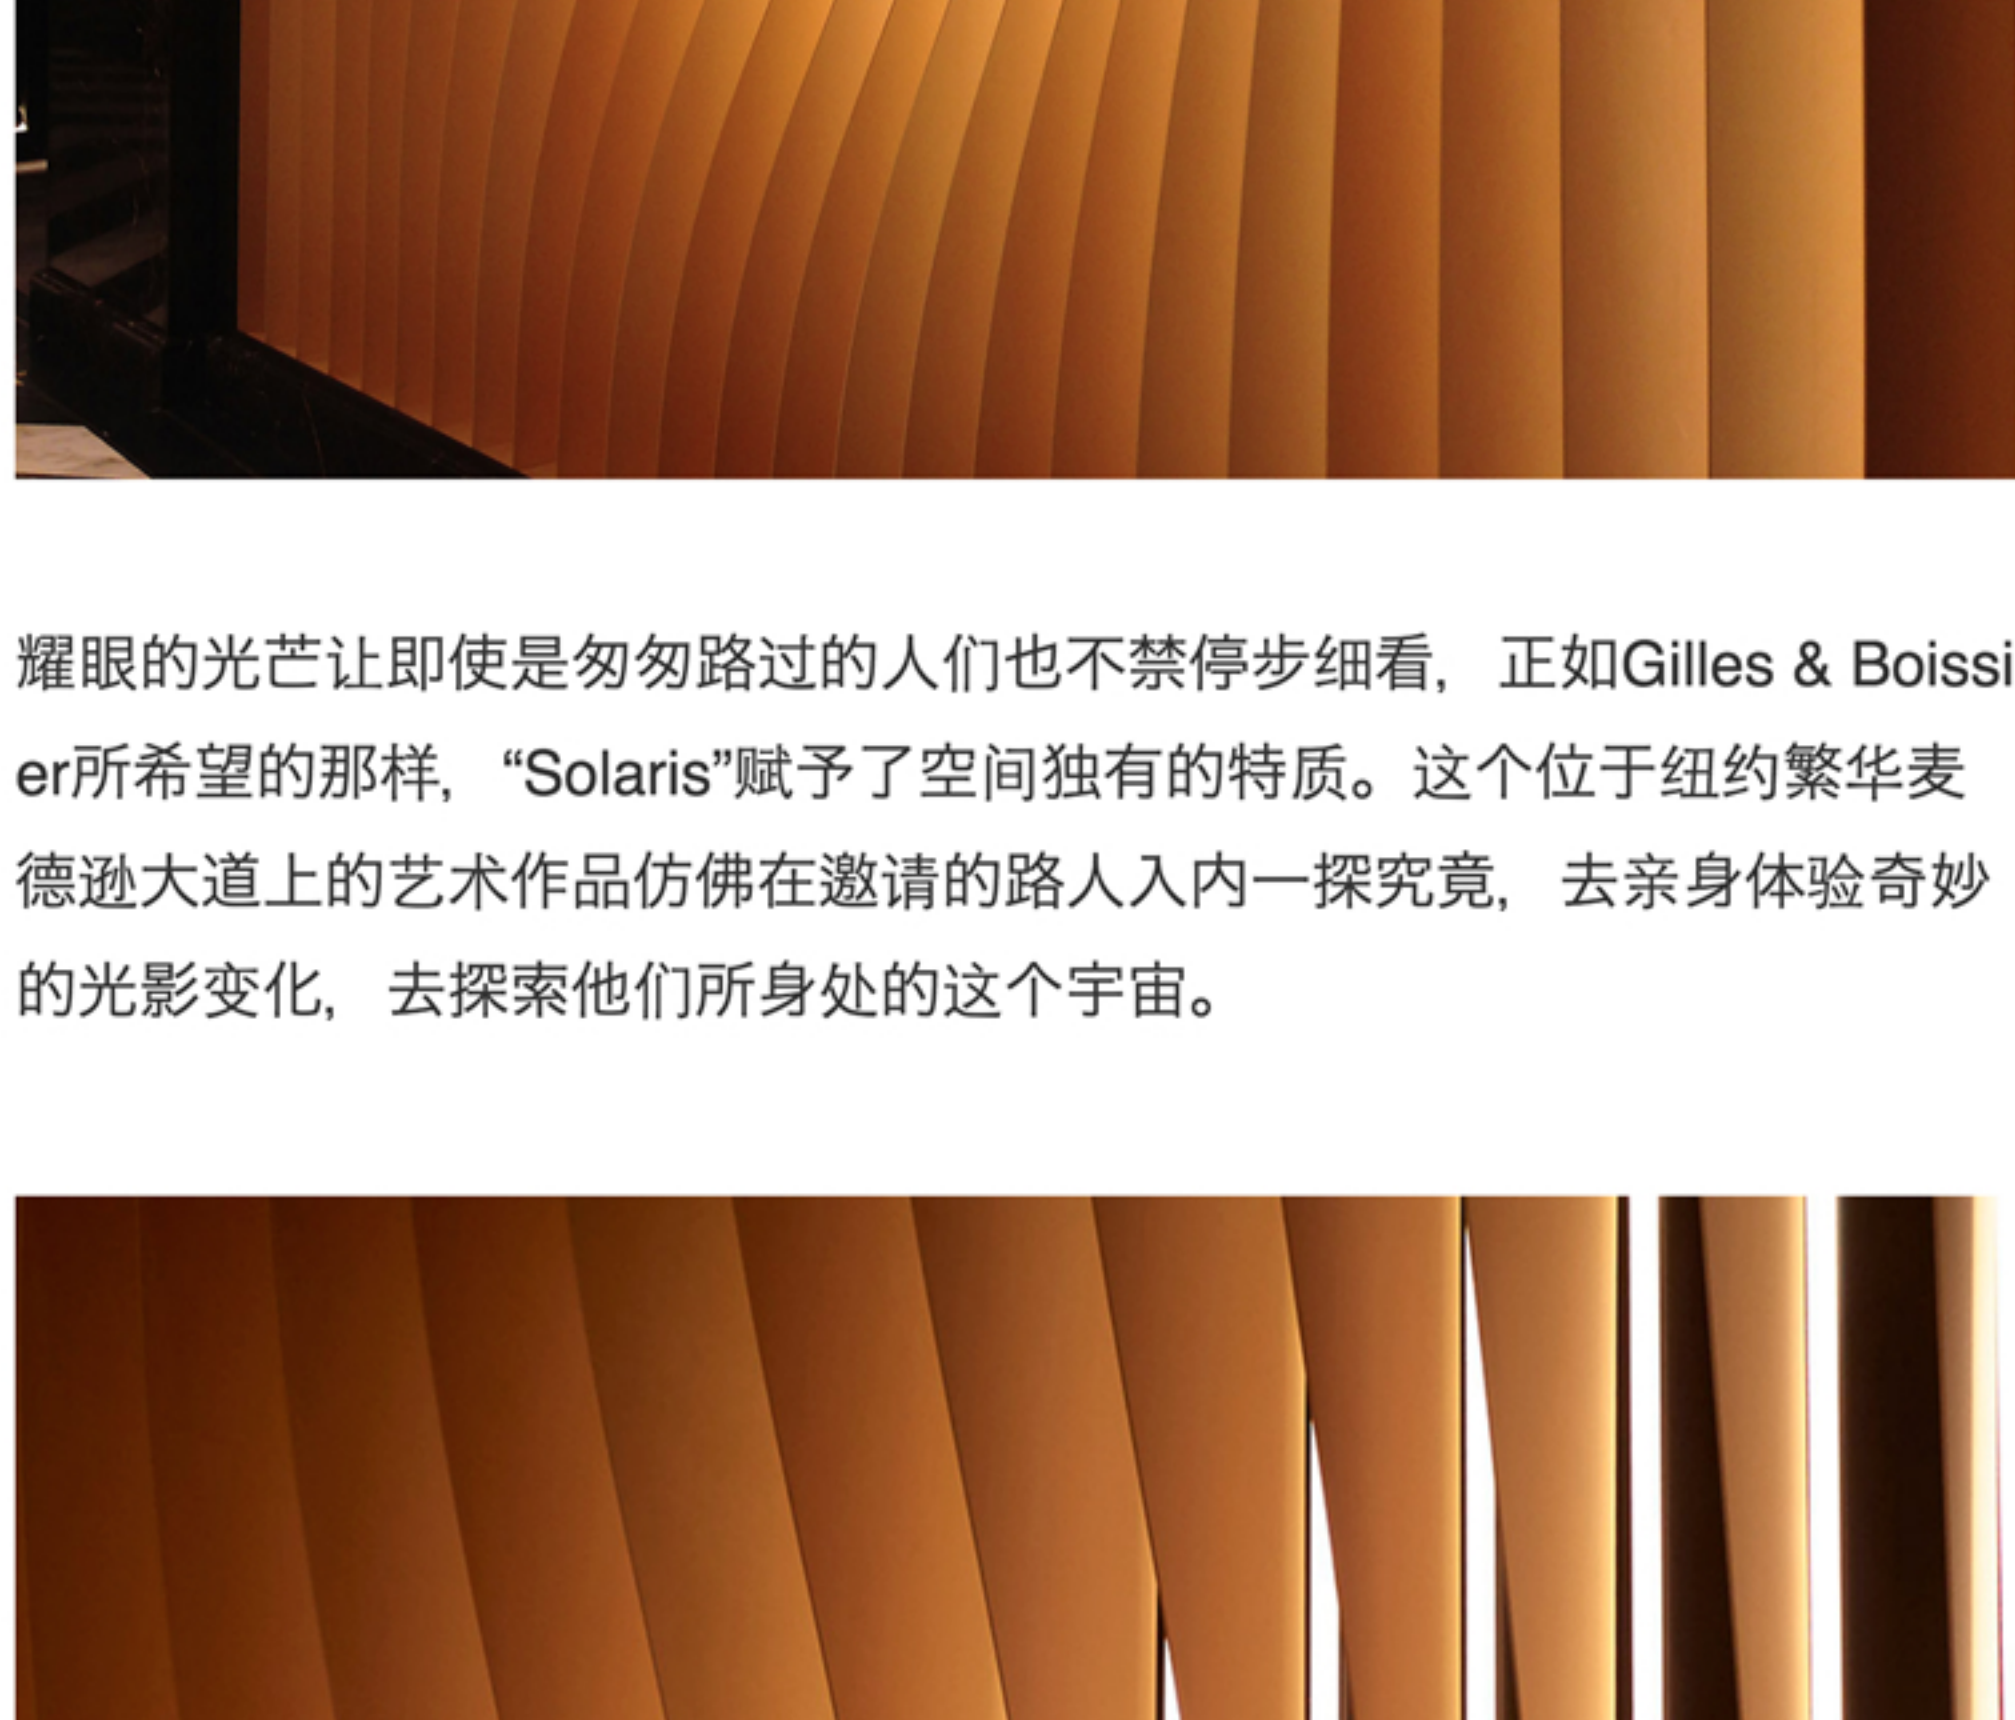 耀眼的光芒让即使是匆匆路过的人们也不禁停步细看，正如Gilles & Boissi
er所希望的那样，“Solaris”赋予了空间独有的特质。这个位于纽约繁华麦
德逊大道上的艺术作品仿佛在邀请的路人入内一探究竟，去亲身体验奇妙
的光影变化，去探索他们所身处的这个宇宙。